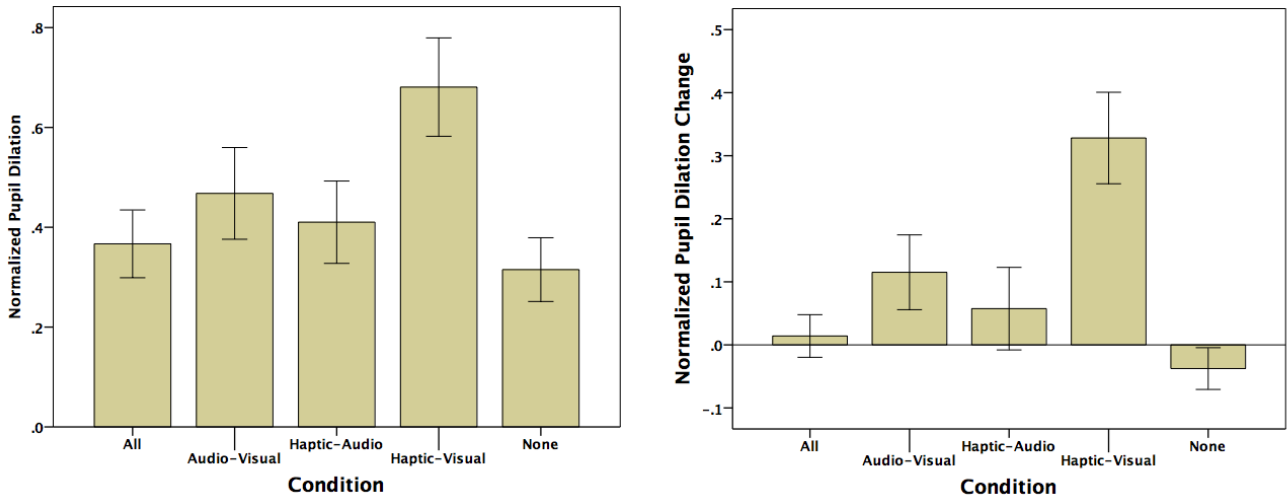 Normalized Pupil Dilation
.8
.6
.4
.2
.0
All
Audio-Visual
Haptic-Audio
Haptic-Visual
None
Condition
Normalized Pupil Dilation Change
.5
.4
.3
.2
.1
.0
-.1
All
Audio-Visual
Haptic-Audio
Haptic-Visual
None
Condition